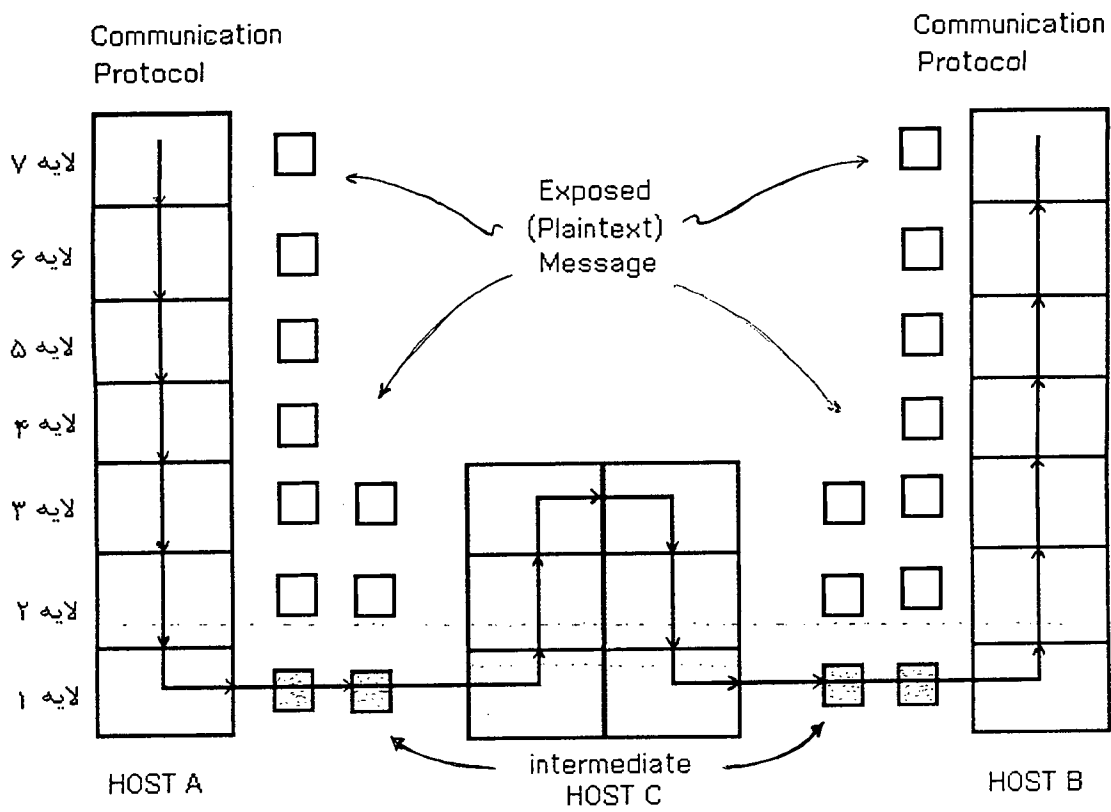 Communication
Protocol
Communication
Protocol
لایه ۷
لایه ۶
لایه ۵
لایه ۴
لایه ۳
لایه ۲
لایه ۱
Exposed
(Plaintext)
Message
HOST A
intermediate
HOST C
HOST B